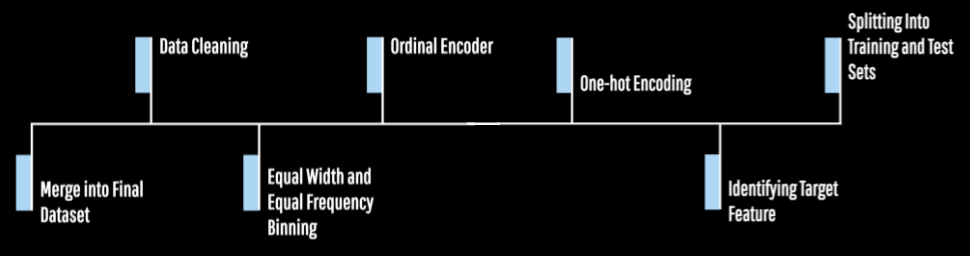 Merge into Final
Dataset
Data Cleaning
Equal Width and
Equal Frequency
Binning
Ordinal Encoder
One-hot Encoding
Identifying Target
Feature
Splitting Into
Training and Test
Sets